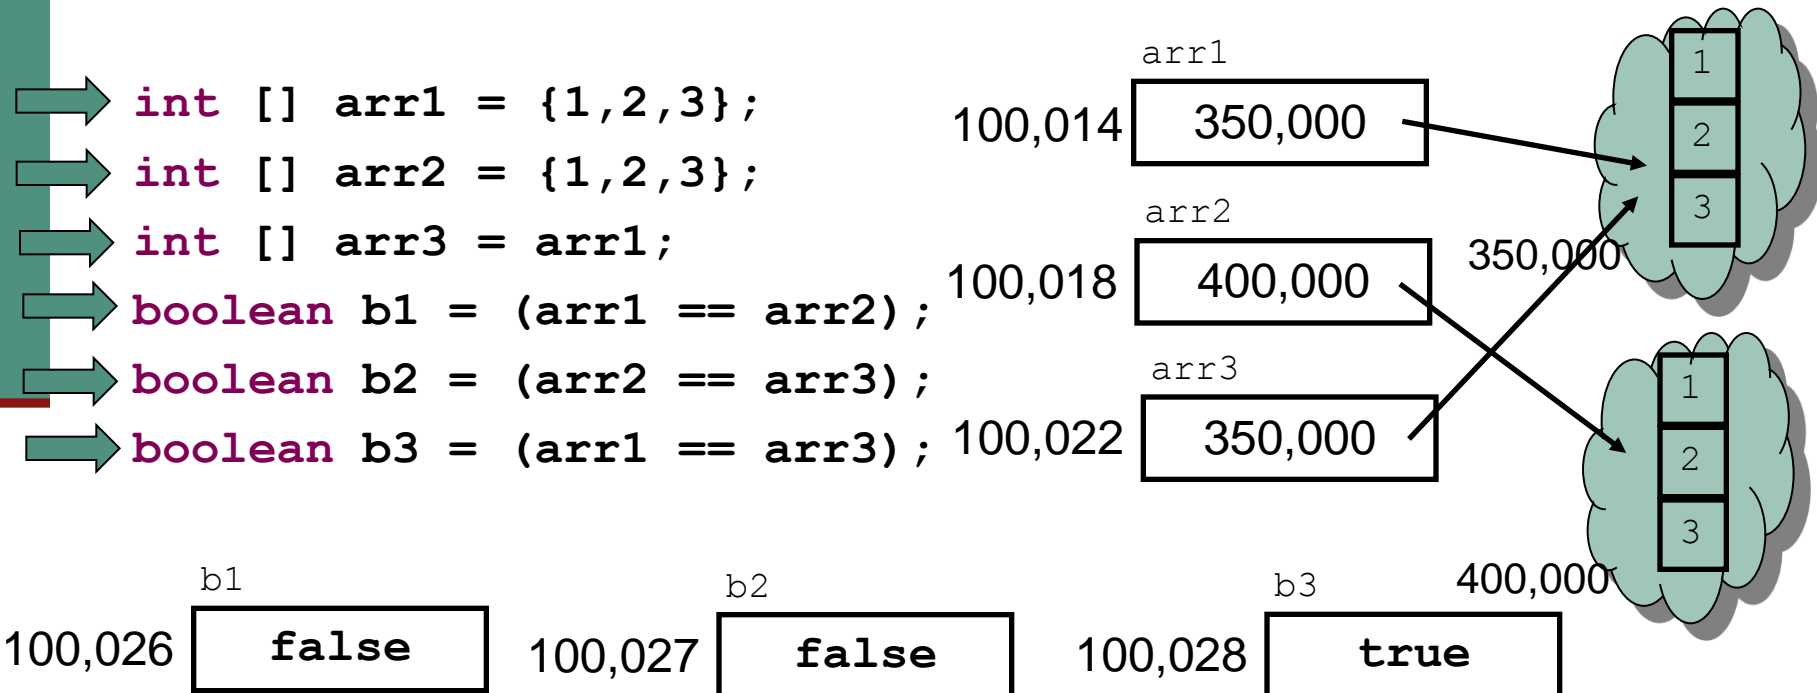 int [] arr1 = {1,2,3};
int [] arr2 = {1,2,3};
int [] arr3 = arr1;
boolean b1 = (arr1 == arr2);
boolean b2 = (arr2 == arr3);
boolean b3 = (arr1 == arr3);
arr1
100,014 350,000
arr2
100,018 400,000
arr3
100,022 350,000
1
2
3
350,000
1
2
3
400,000
b1
100,026 false
b2
100,027 false
b3
100,028 true